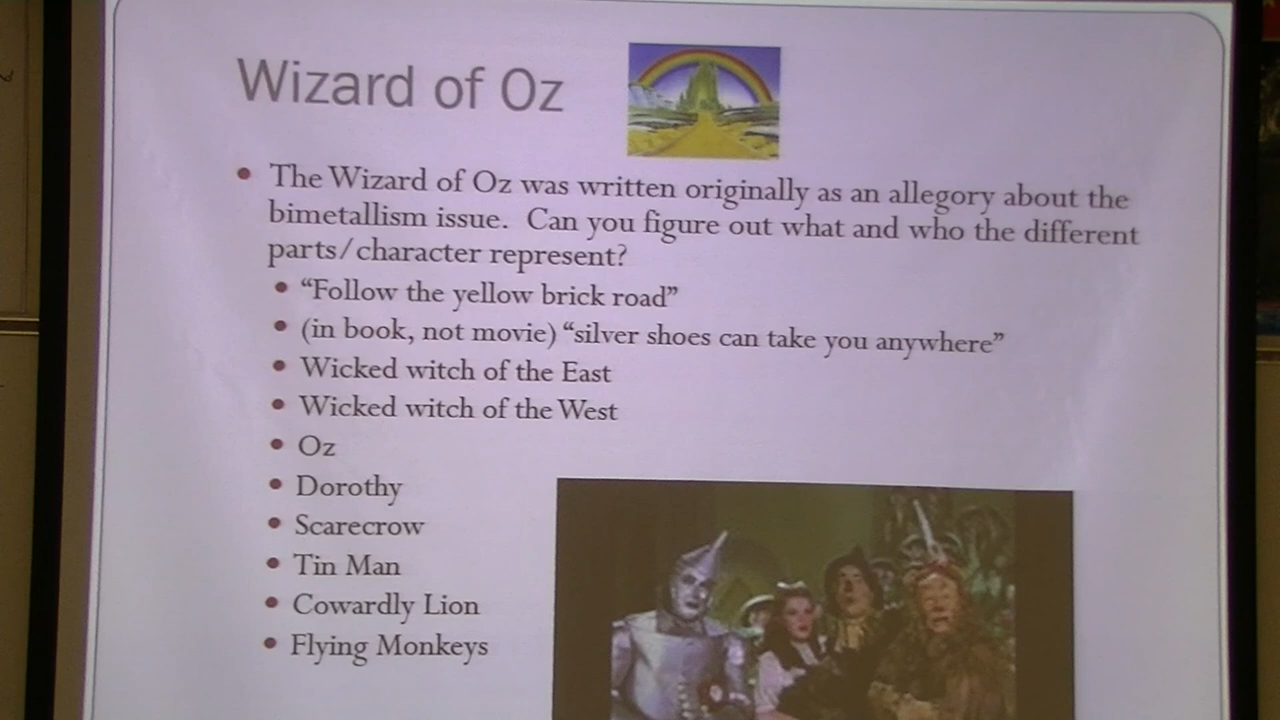 Wizard of Oz
• The Wizard of Oz was written originally as an allegory about the
bimetallism issue. Can you figure out what and who the different
parts/character represent?
• “Follow the yellow brick road”
• (in book, not movie) “silver shoes can take you anywhere”
• Wicked witch of the East
• Wicked witch of the West
• Oz
• Dorothy
• Scarecrow
• Tin Man
• Cowardly Lion
• Flying Monkeys